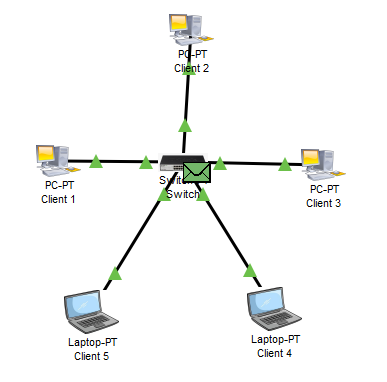 PC-PT
Client 2
PC-PT
Client 1
Switch
PC-PT
Client 3
Laptop-PT
Client 5
Laptop-PT
Client 4